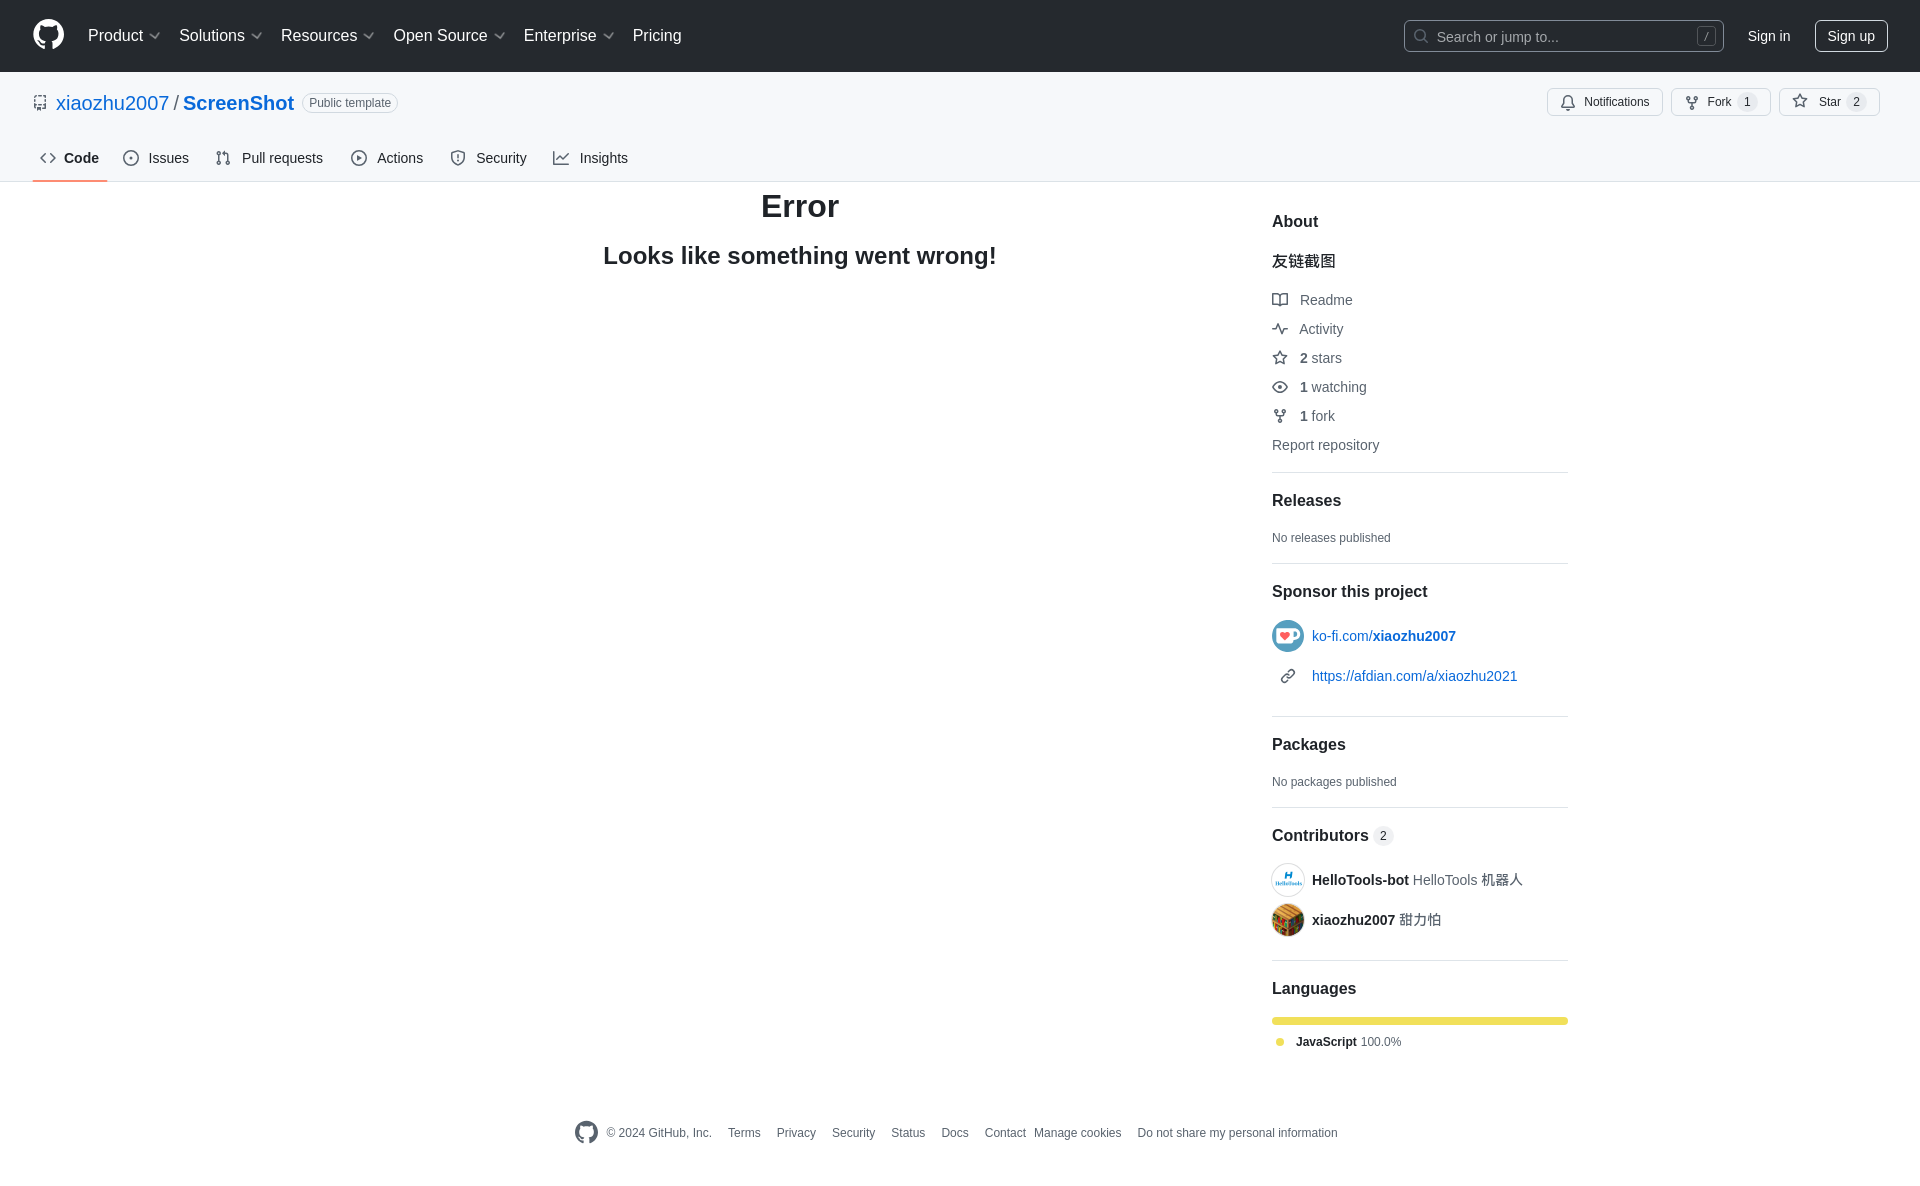 Product Solutions Resources Open Source Enterprise Pricing Search or jump to... / Sign in Sign up
xiaozhu2007 / ScreenShot Public template Notifications Fork 1 Star 2
Code Issues Pull requests Actions Security Insights
Error
Looks like something went wrong!
About
友链截图
Readme
Activity
2 stars
1 watching
1 fork
Report repository
Releases
No releases published
Sponsor this project
ko-fi.com/xiaozhu2007
https://afdian.com/a/xiaozhu2021
Packages
No packages published
Contributors 2
HelloTools
HelloTools-bot HelloTools 机器人
xiaozhu2007 甜力怕
Languages
JavaScript 100.0%
© 2024 GitHub, Inc. Terms Privacy Security Status Docs Contact Manage cookies Do not share my personal information